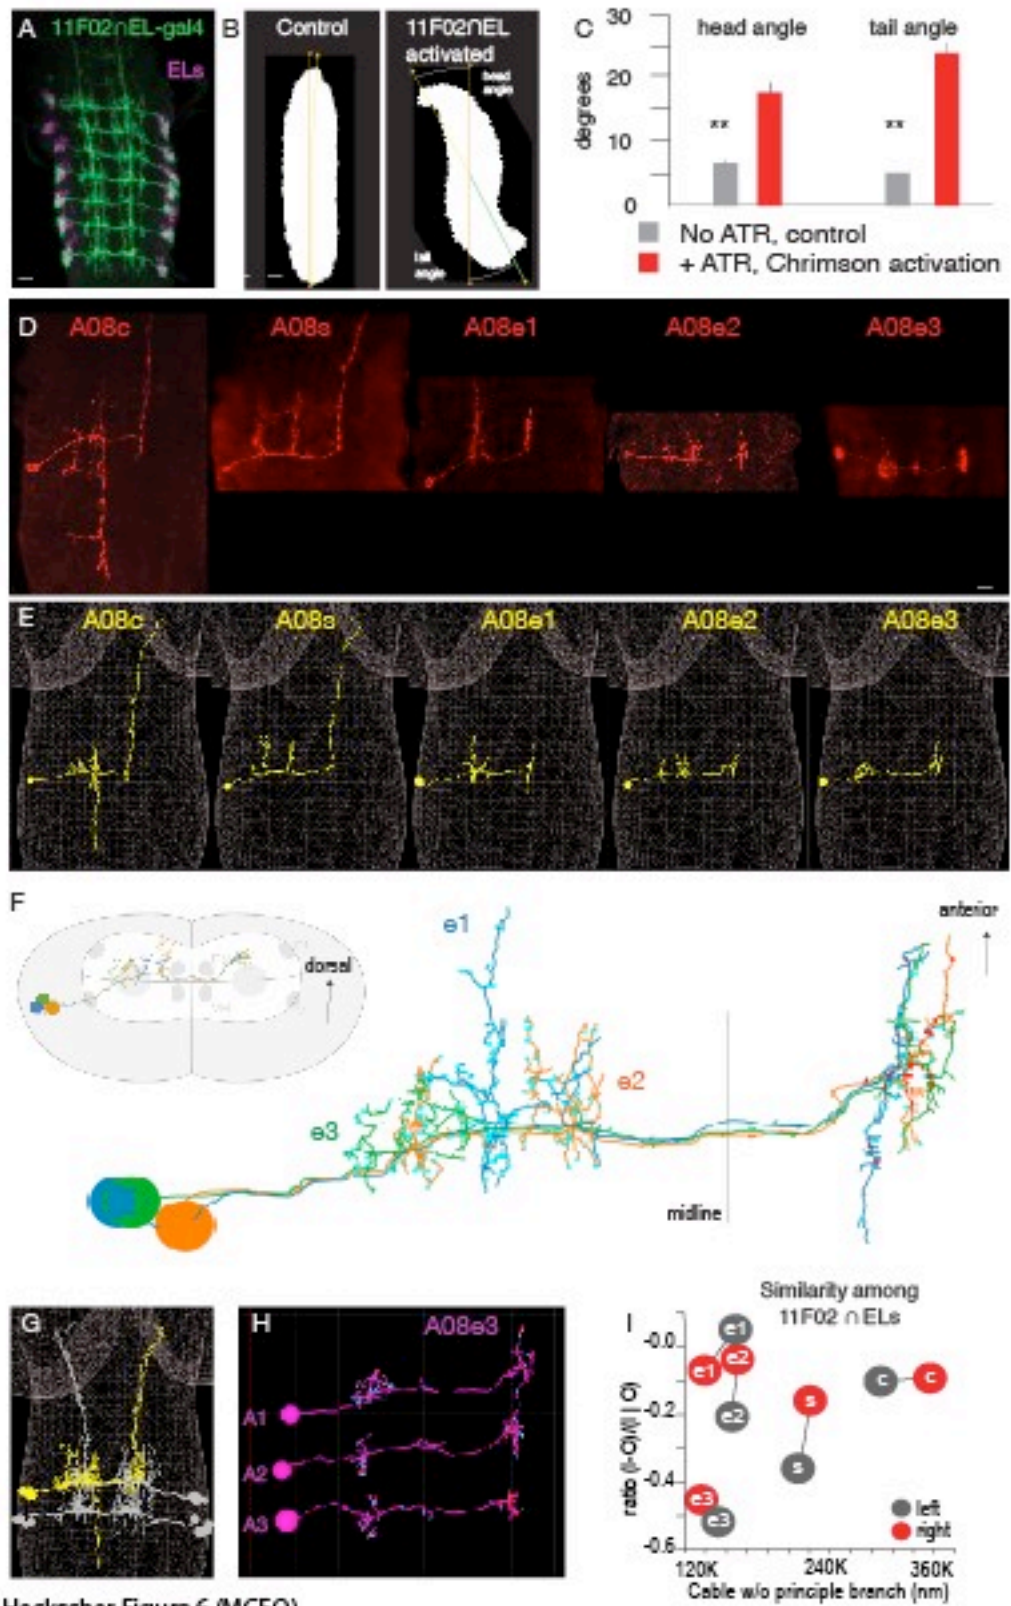 A 11F02∩EL-gal4
ELs
B Control
11F02∩EL
activated
head
angle
tail
angle
C 30
20
10
0
degrees
head angle
tail angle
**
**
No ATR, control
+ ATR, Chrimson activation
D A08c A08s A08e1 A08e2 A08e3
E A08c A08s A08e1 A08e2 A08e3
F
dorsal
e1
e2
e3
midline
anterior
G
H A08e3
A1
A2
A3
I Similarity among
11F02 ∩ ELs
ratio (I-O)/(I | O)
-0.0
-0.2
-0.4
-0.6
e1
e1 e2
e2
s
s
c c
e3
e3
left
right
120K 240K 360K
Cable w/o principle branch (nm)